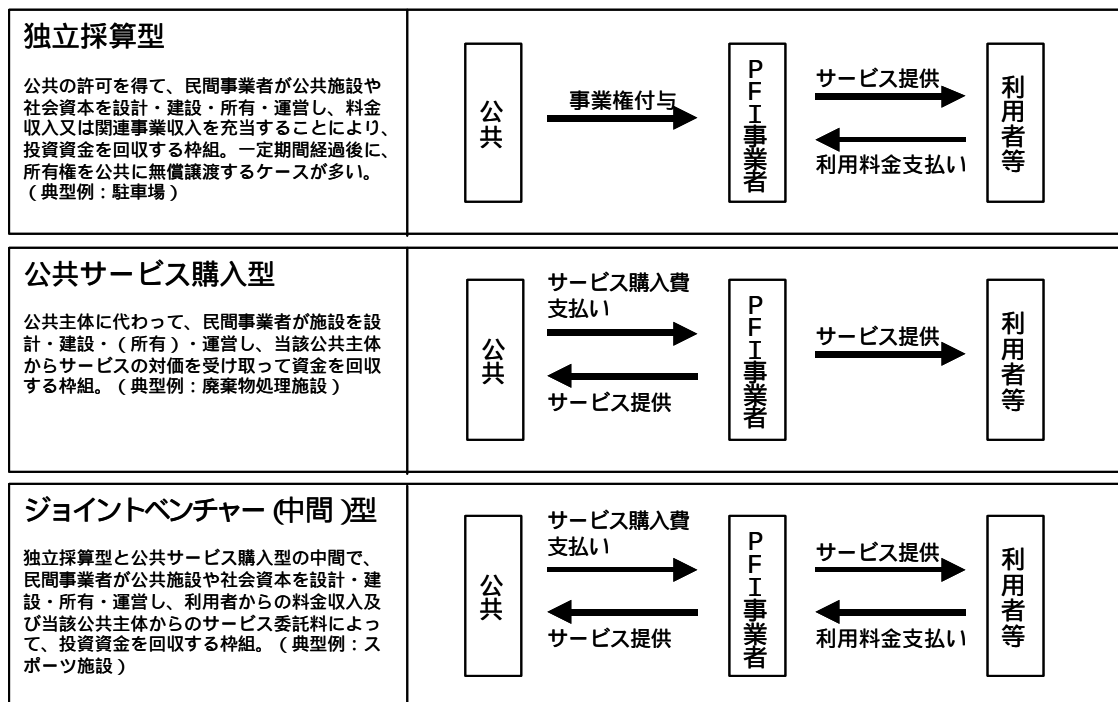 独立採算型
公共の許可を得て、民間事業者が公共施設や
社会資本を設計・建設・所有・運営し、料金
収入又は関連事業収入を充当することにより、
投資資金を回収する枠組。一定期間経過後に、
所有権を公共に無償譲渡するケースが多い。
(典型例：駐車場)
公共
事業権付与
PFI事業者
サービス提供
利用料金支払い
利用者等
公共サービス購入型
公共主体に代わって、民間事業者が施設を設
計・建設・(所有)・運営し、当該公共主体
からサービスの対価を受け取って資金を回収
する枠組。(典型例：廃棄物処理施設)
公共
サービス購入費
支払い
サービス提供
PFI事業者
サービス提供
利用者等
ジョイントベンチャー(中間)型
独立採算型と公共サービス購入型の中間で、
民間事業者が公共施設や社会資本を設計・建
設・所有・運営し、利用者からの料金収入及
び当該公共主体からのサービス委託料によっ
て、投資資金を回収する枠組。(典型例：ス
ポーツ施設)
公共
サービス購入費
支払い
サービス提供
PFI事業者
サービス提供
利用料金支払い
利用者等